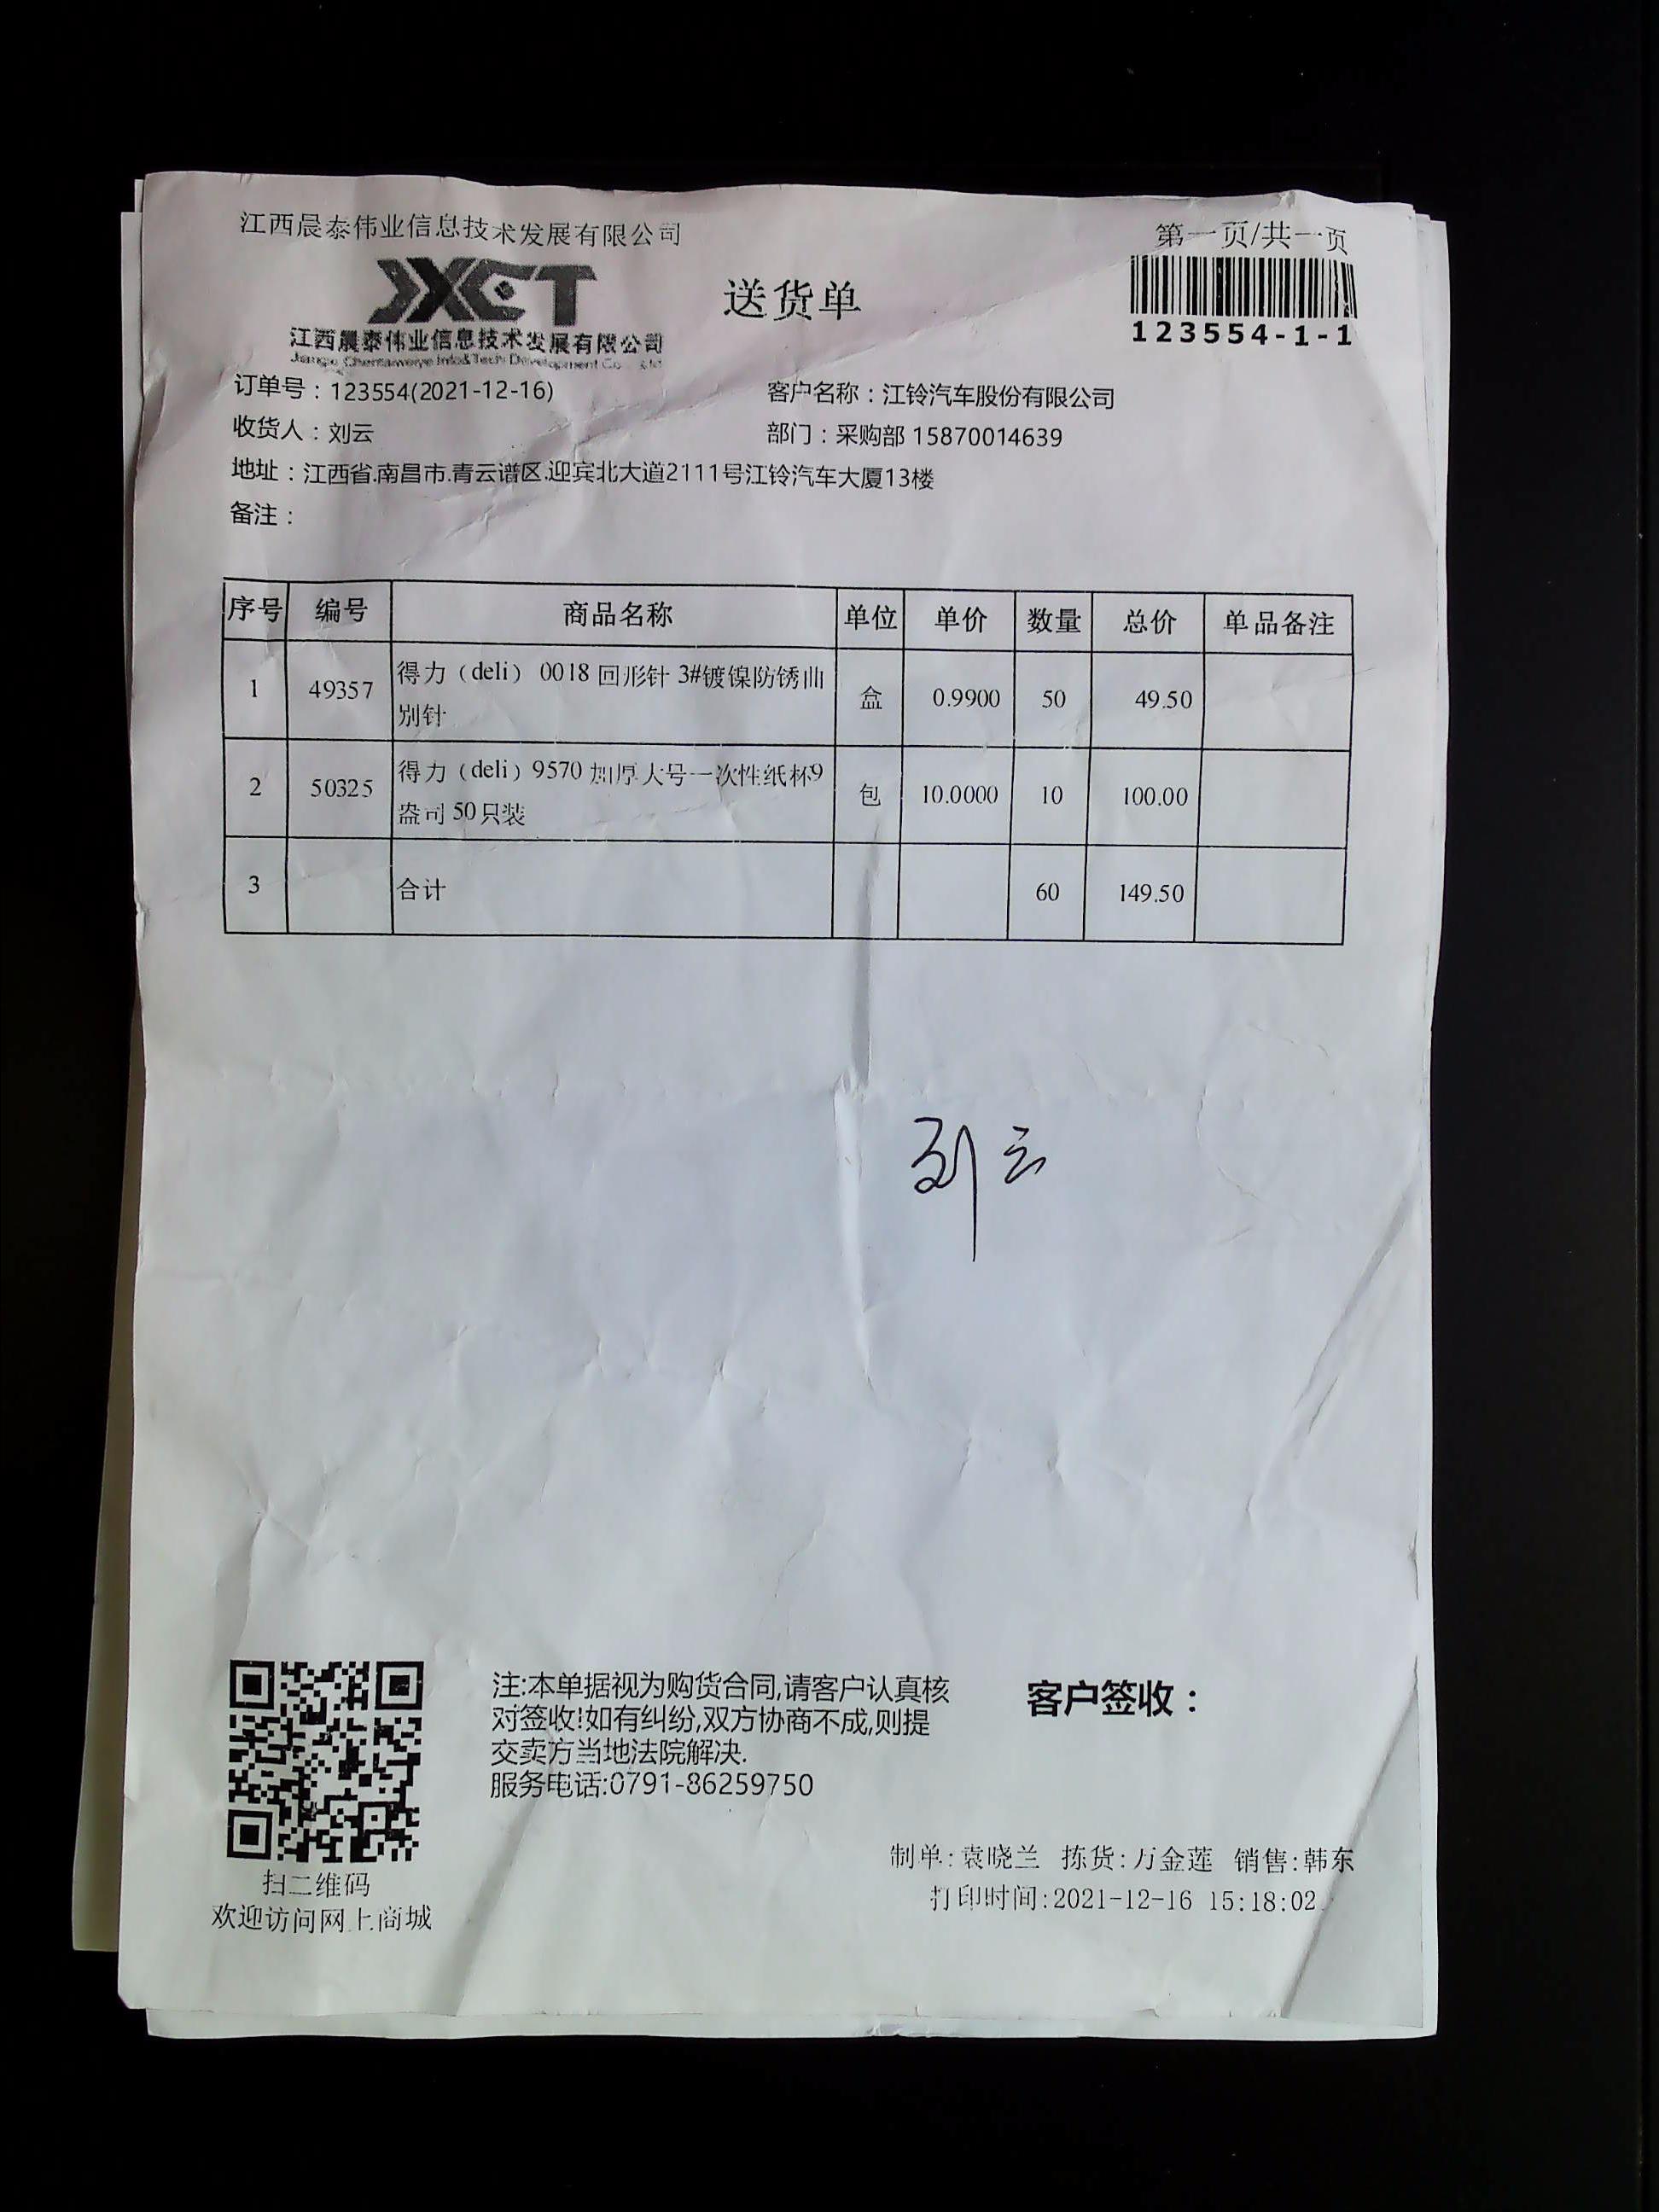 江西晨泰伟业信息技术发展有限公司
第一页/共一页
JXCT
送货单
江西晨泰伟业信息技术发展有限公司
123554-1-1
订单号：123554(2021-12-16)
客户名称：江铃汽车股份有限公司
收货人：刘云
部门：采购部 15870014639
地址：江西省.南昌市.青云谱区.迎宾北大道2111号江铃汽车大厦13楼
备注：
序号 编号 商品名称 单位 单价 数量 总价 单品备注
1 49357 得力（deli） 0018 回形针 3#镀镍防锈曲 盒 0.9900 50 49.50
别针
2 50325 得力（deli）9570 加厚大号一次性纸杯9 包 10.0000 10 100.00
盎司 50只装
3 合计 60 149.50
刘云
注:本单据视为购货合同,请客户认真核
对签收!如有纠纷,双方协商不成,则提
交卖方当地法院解决.
服务电话:0791-86259750
客户签收：
扫二维码
欢迎访问网上商城
制单:袁晓兰 拣货:万金莲 销售:韩东
打印时间:2021-12-16 15:18:02